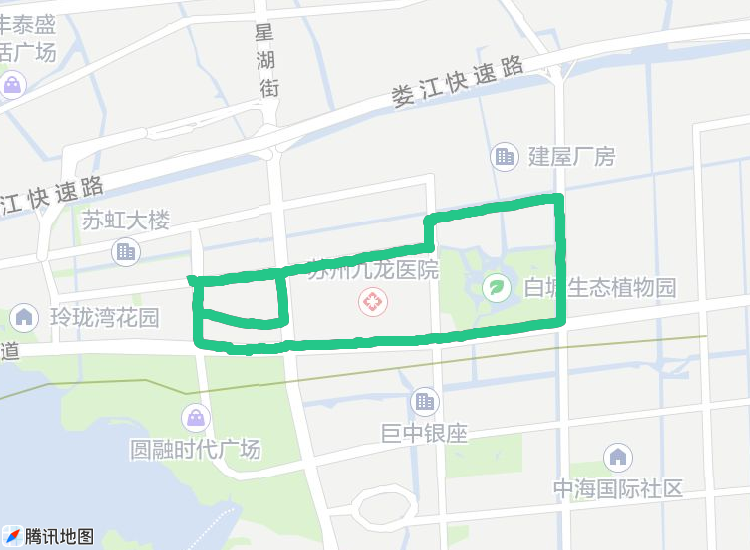 丰泰盛
活广场
星湖街
娄江快速路
建屋厂房
江快速路
苏虹大楼
苏州九龙医院
白塘生态植物园
玲珑湾花园
道
巨中银座
圆融时代广场
中海国际社区
腾讯地图